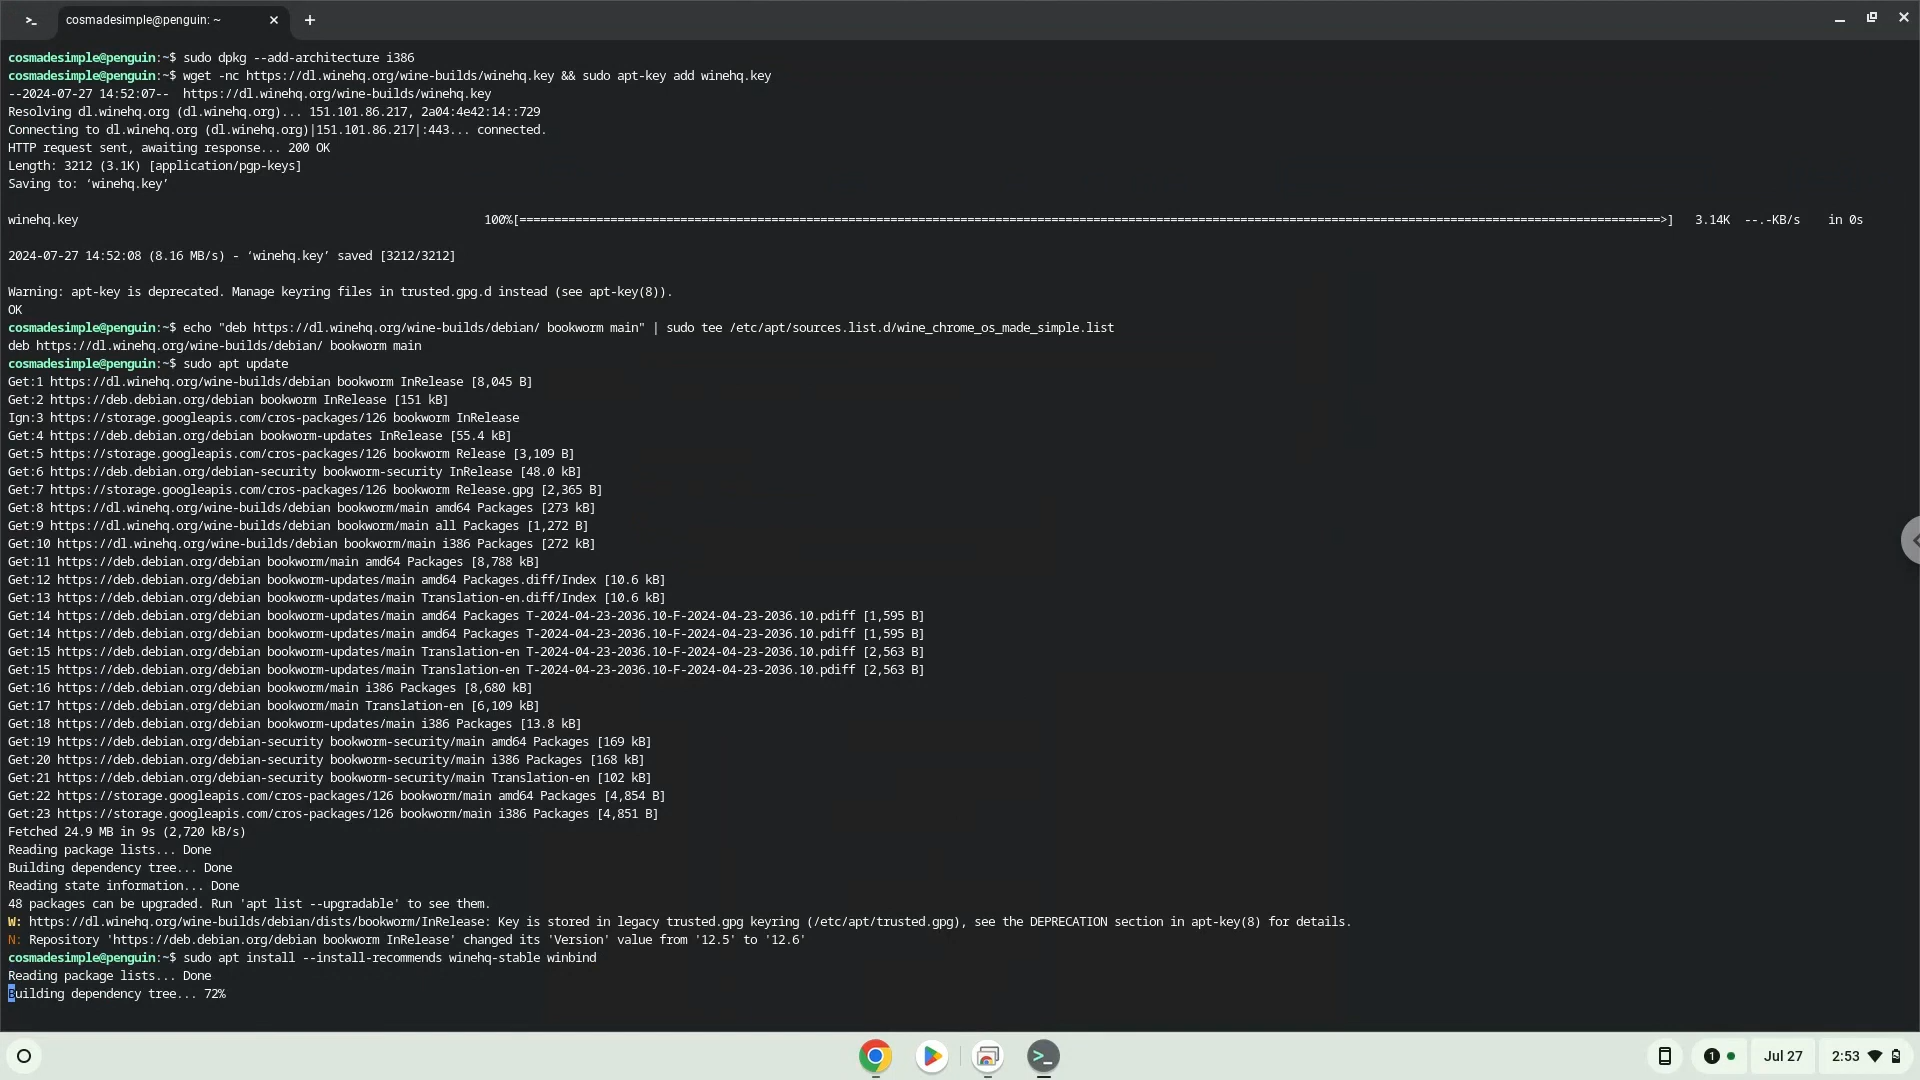 cosmadesimple@penguin: ~
cosmadesimple@penguin:~$ sudo dpkg --add-architecture i386
cosmadesimple@penguin:~$ wget -nc https://dl.winehq.org/wine-builds/winehq.key && sudo apt-key add winehq.key
--2024-07-27 14:52:07--  https://dl.winehq.org/wine-builds/winehq.key
Resolving dl.winehq.org (dl.winehq.org)... 151.101.86.217, 2a04:4e42:14::729
Connecting to dl.winehq.org (dl.winehq.org)|151.101.86.217|:443... connected.
HTTP request sent, awaiting response... 200 OK
Length: 3212 (3.1K) [application/pgp-keys]
Saving to: ‘winehq.key’
winehq.key 100%[===================================================================================================================================================================>] 3.14K --.-KB/s in 0s
2024-07-27 14:52:08 (8.16 MB/s) - ‘winehq.key’ saved [3212/3212]
Warning: apt-key is deprecated. Manage keyring files in trusted.gpg.d instead (see apt-key(8)).
OK
cosmadesimple@penguin:~$ echo "deb https://dl.winehq.org/wine-builds/debian/ bookworm main" | sudo tee /etc/apt/sources.list.d/wine_chrome_os_made_simple.list
deb https://dl.winehq.org/wine-builds/debian/ bookworm main
cosmadesimple@penguin:~$ sudo apt update
Get:1 https://dl.winehq.org/wine-builds/debian bookworm InRelease [8,045 B]
Get:2 https://deb.debian.org/debian bookworm InRelease [151 kB]
Ign:3 https://storage.googleapis.com/cros-packages/126 bookworm InRelease
Get:4 https://deb.debian.org/debian bookworm-updates InRelease [55.4 kB]
Get:5 https://storage.googleapis.com/cros-packages/126 bookworm Release [3,109 B]
Get:6 https://deb.debian.org/debian-security bookworm-security InRelease [48.0 kB]
Get:7 https://storage.googleapis.com/cros-packages/126 bookworm Release.gpg [2,365 B]
Get:8 https://dl.winehq.org/wine-builds/debian bookworm/main amd64 Packages [273 kB]
Get:9 https://dl.winehq.org/wine-builds/debian bookworm/main all Packages [1,272 B]
Get:10 https://dl.winehq.org/wine-builds/debian bookworm/main i386 Packages [272 kB]
Get:11 https://deb.debian.org/debian bookworm/main amd64 Packages [8,788 kB]
Get:12 https://deb.debian.org/debian bookworm-updates/main amd64 Packages.diff/Index [10.6 kB]
Get:13 https://deb.debian.org/debian bookworm-updates/main Translation-en.diff/Index [10.6 kB]
Get:14 https://deb.debian.org/debian bookworm-updates/main amd64 Packages T-2024-04-23-2036.10-F-2024-04-23-2036.10.pdiff [1,595 B]
Get:14 https://deb.debian.org/debian bookworm-updates/main amd64 Packages T-2024-04-23-2036.10-F-2024-04-23-2036.10.pdiff [1,595 B]
Get:15 https://deb.debian.org/debian bookworm-updates/main Translation-en T-2024-04-23-2036.10-F-2024-04-23-2036.10.pdiff [2,563 B]
Get:15 https://deb.debian.org/debian bookworm-updates/main Translation-en T-2024-04-23-2036.10-F-2024-04-23-2036.10.pdiff [2,563 B]
Get:16 https://deb.debian.org/debian bookworm/main i386 Packages [8,680 kB]
Get:17 https://deb.debian.org/debian bookworm/main Translation-en [6,109 kB]
Get:18 https://deb.debian.org/debian bookworm-updates/main i386 Packages [13.8 kB]
Get:19 https://deb.debian.org/debian-security bookworm-security/main amd64 Packages [169 kB]
Get:20 https://deb.debian.org/debian-security bookworm-security/main i386 Packages [168 kB]
Get:21 https://deb.debian.org/debian-security bookworm-security/main Translation-en [102 kB]
Get:22 https://storage.googleapis.com/cros-packages/126 bookworm/main amd64 Packages [4,854 B]
Get:23 https://storage.googleapis.com/cros-packages/126 bookworm/main i386 Packages [4,851 B]
Fetched 24.9 MB in 9s (2,720 kB/s)
Reading package lists... Done
Building dependency tree... Done
Reading state information... Done
48 packages can be upgraded. Run 'apt list --upgradable' to see them.
W: https://dl.winehq.org/wine-builds/debian/dists/bookworm/InRelease: Key is stored in legacy trusted.gpg keyring (/etc/apt/trusted.gpg), see the DEPRECATION section in apt-key(8) for details.
N: Repository 'https://deb.debian.org/debian bookworm InRelease' changed its 'Version' value from '12.5' to '12.6'
cosmadesimple@penguin:~$ sudo apt install --install-recommends winehq-stable winbind
Reading package lists... Done
Building dependency tree... 72%
1
Jul 27
2:53